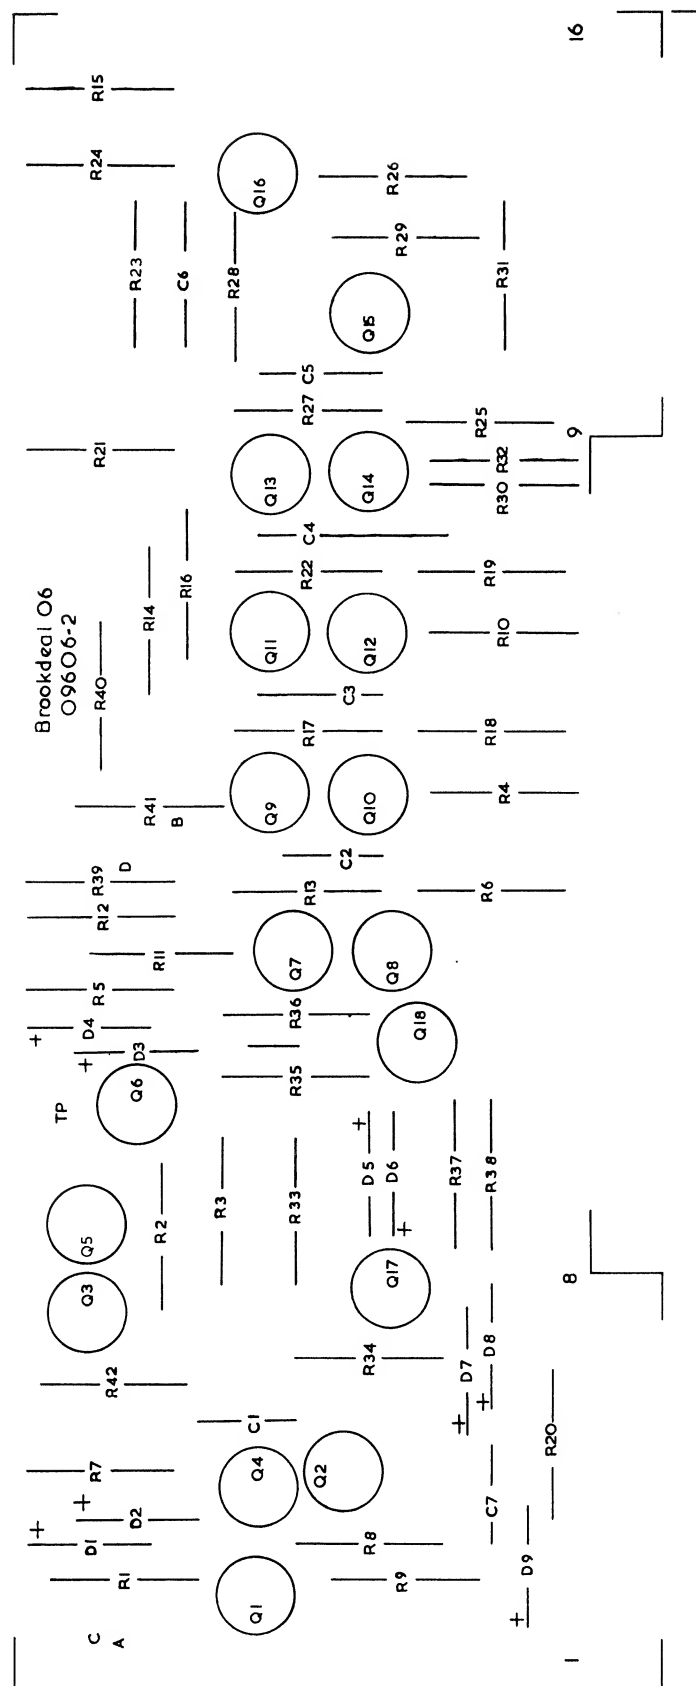 16
R15
R24
Q16
R26
R29
R23
C6
R28
R31
Q15
C5
R27
R25
9
R21
Q13
Q14
R32
R30
C4
R22
R19
R16
R14
Brookdeal 06
09606-2
R40
Q11
Q12
R10
C3
R17
R18
R41
B
Q9
Q10
R4
C2
R39
D
R13
R6
R12
R11
Q7
Q8
R5
D4
+
R36
Q18
D3
+
Q6
R35
TP
+
D5
D6
+
R37
R38
R3
R33
R2
Q5
Q3
Q17
8
R34
D7
+
D8
+
R42
C1
R20
R7
Q4
Q2
C7
+
D2
+
D1
R8
R1
R9
D9
+
Q1
C
A
1